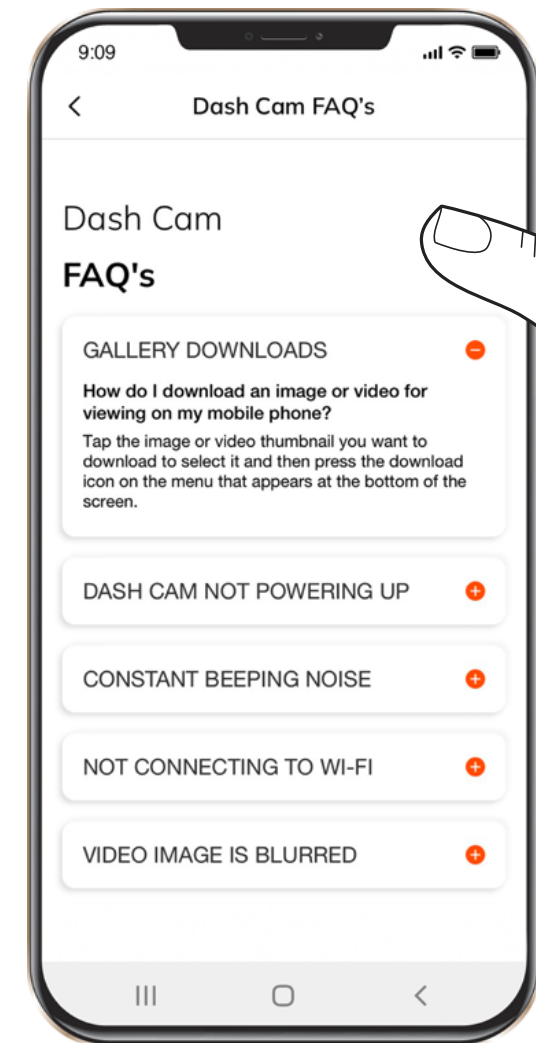 9:09
Dash Cam FAQ's
Dash Cam
FAQ's
GALLERY DOWNLOADS
How do I download an image or video for
viewing on my mobile phone?
Tap the image or video thumbnail you want to
download to select it and then press the download
icon on the menu that appears at the bottom of the
screen.
DASH CAM NOT POWERING UP
CONSTANT BEEPING NOISE
NOT CONNECTING TO WI-FI
VIDEO IMAGE IS BLURRED